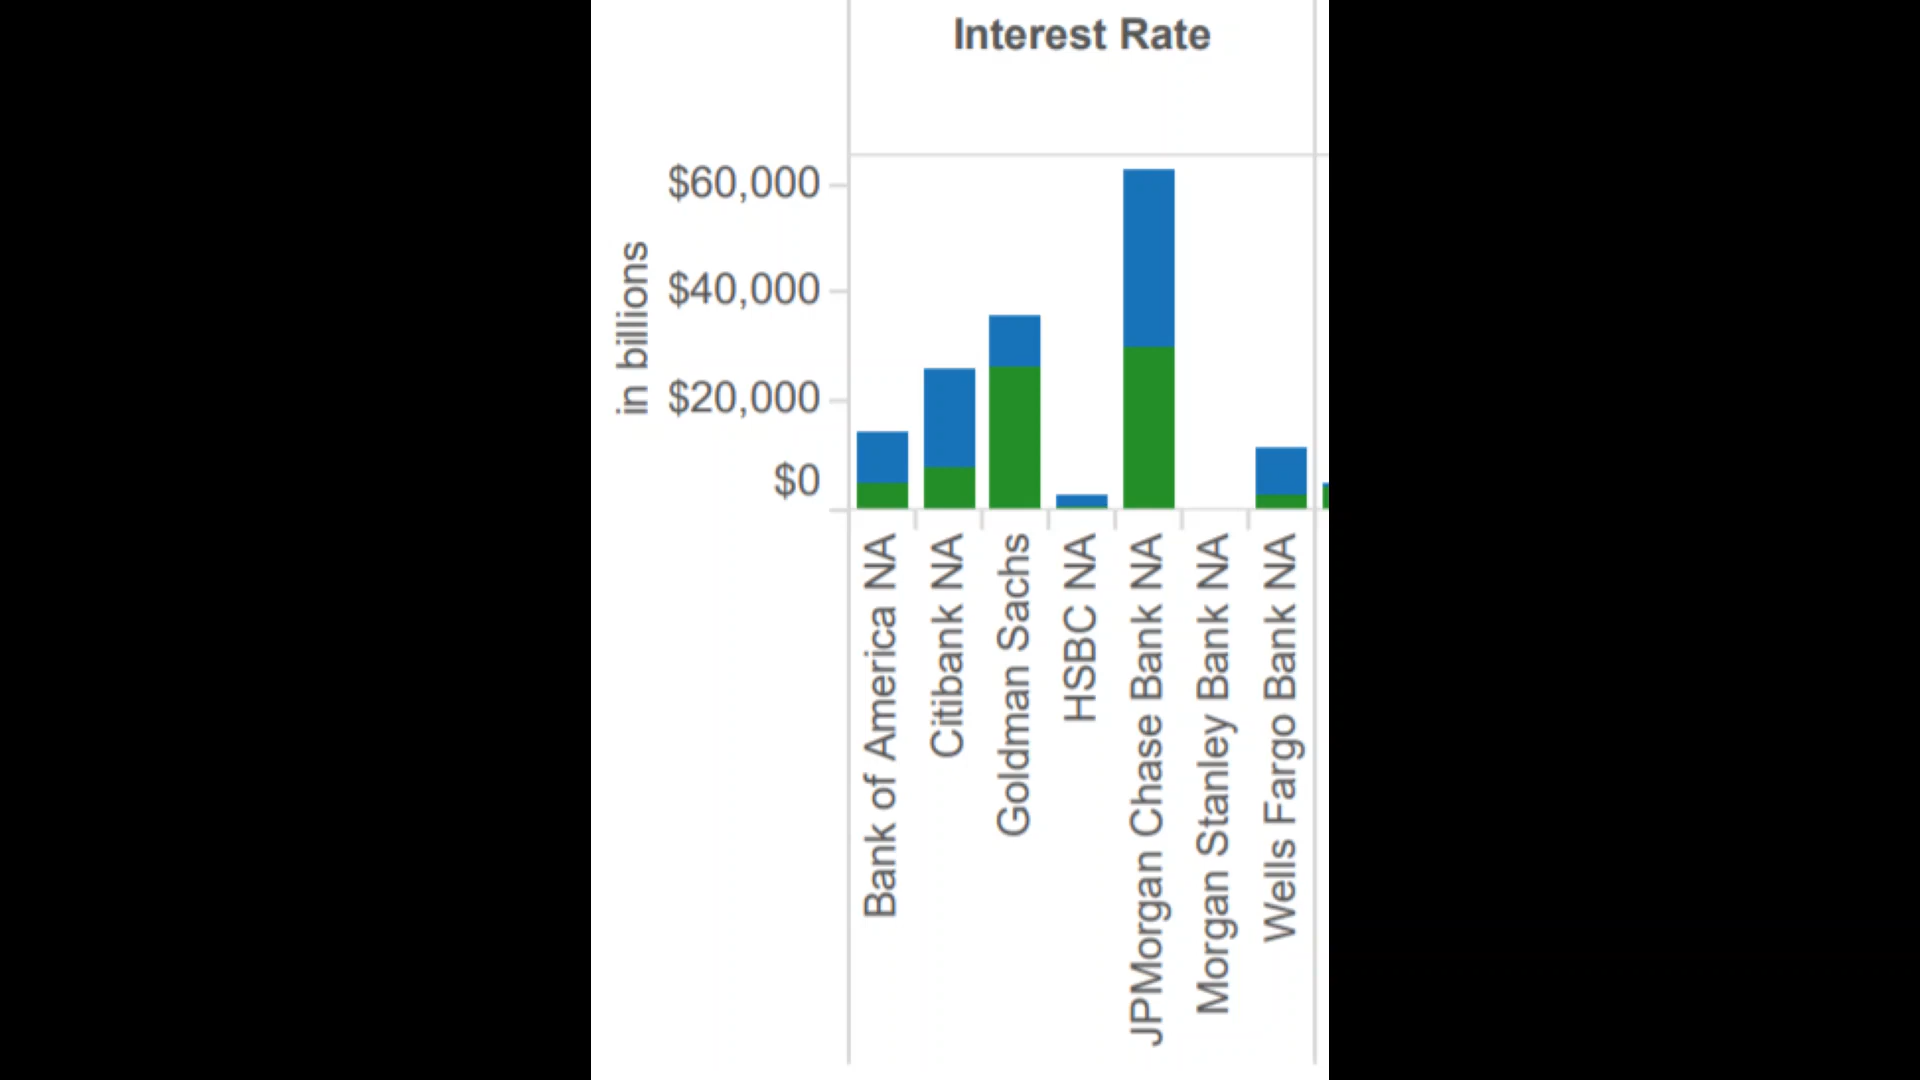 Interest Rate
$60,000
$40,000
$20,000
$0
in billions
Bank of America NA
Citibank NA
Goldman Sachs
HSBC NA
JPMorgan Chase Bank NA
Morgan Stanley Bank NA
Wells Fargo Bank NA